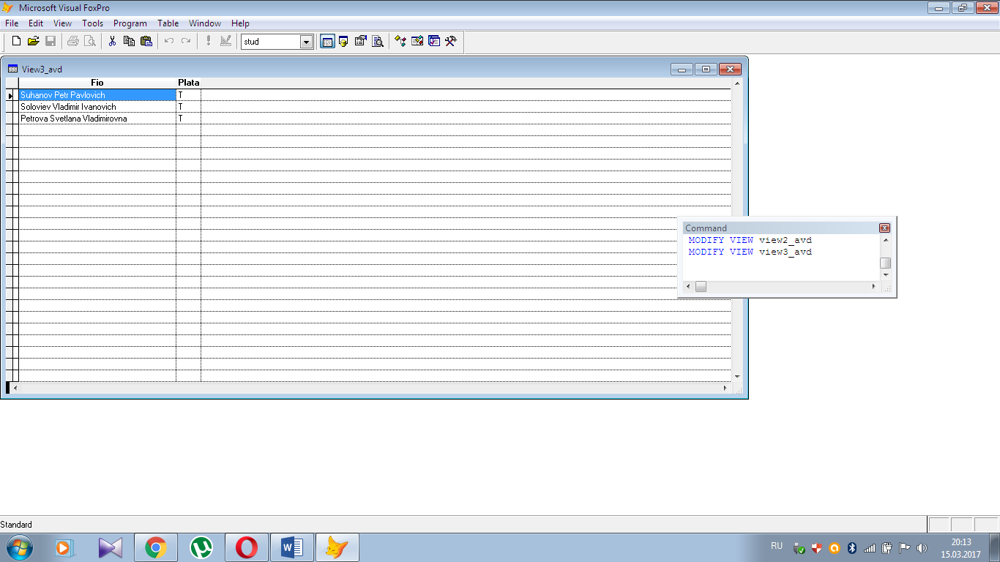 Microsoft Visual FoxPro
File Edit View Tools Program Table Window Help
stud
View3_avd
Fio Plata
Suhanov Petr Pavlovich T
Soloviev Vladimir Ivanovich T
Petrova Svetlana Vladimirovna T
Command
MODIFY VIEW view2_avd
MODIFY VIEW view3_avd
Standard
RU
20:13
15.03.2017